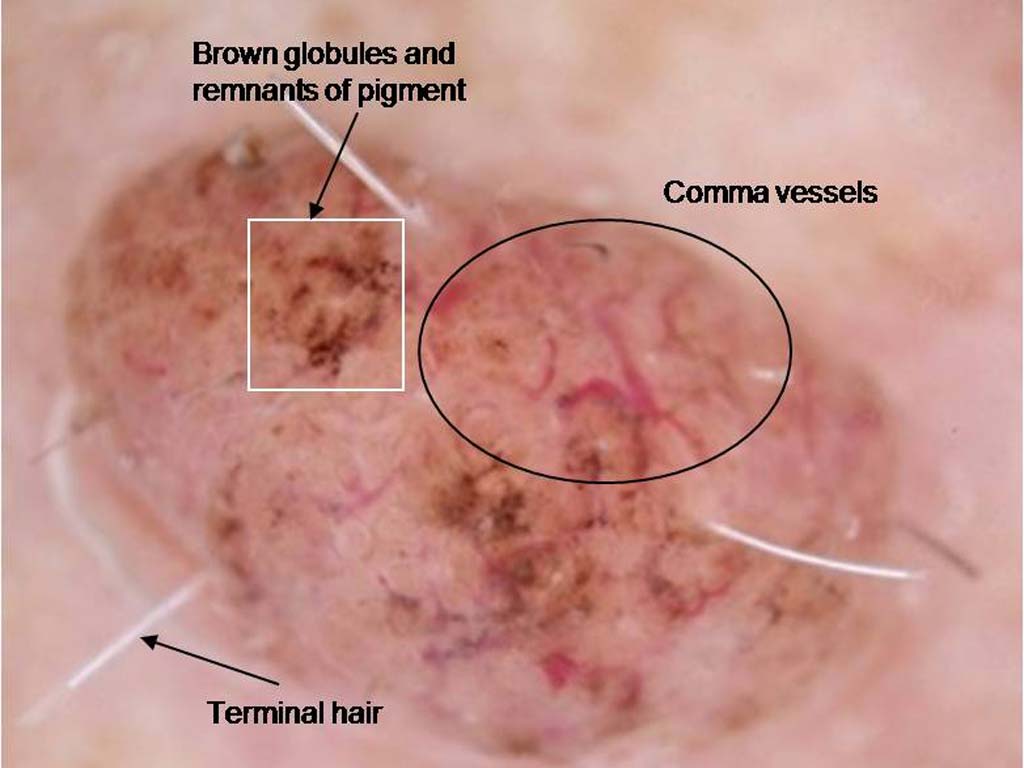 Brown globules and
remnants of pigment
Comma vessels
Terminal hair